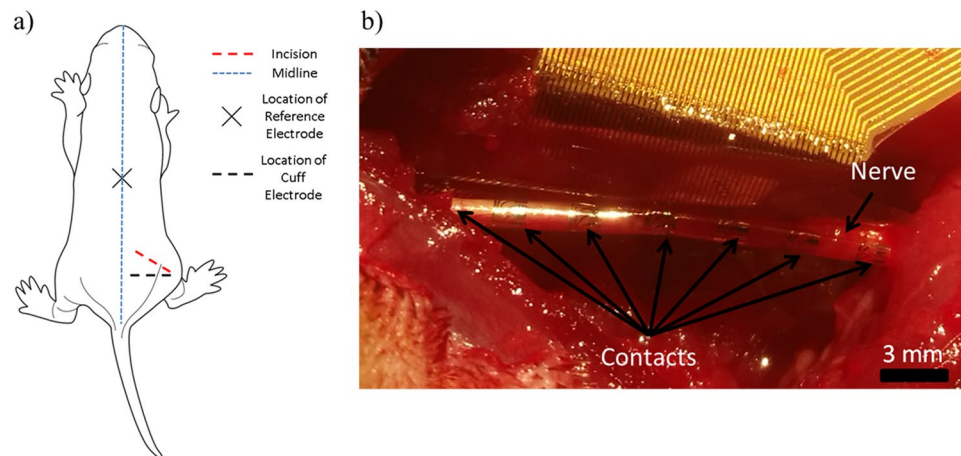 a)
Incision
Midline
Location of
Reference
Electrode
Location of
Cuff
Electrode
b)
Nerve
Contacts
3 mm